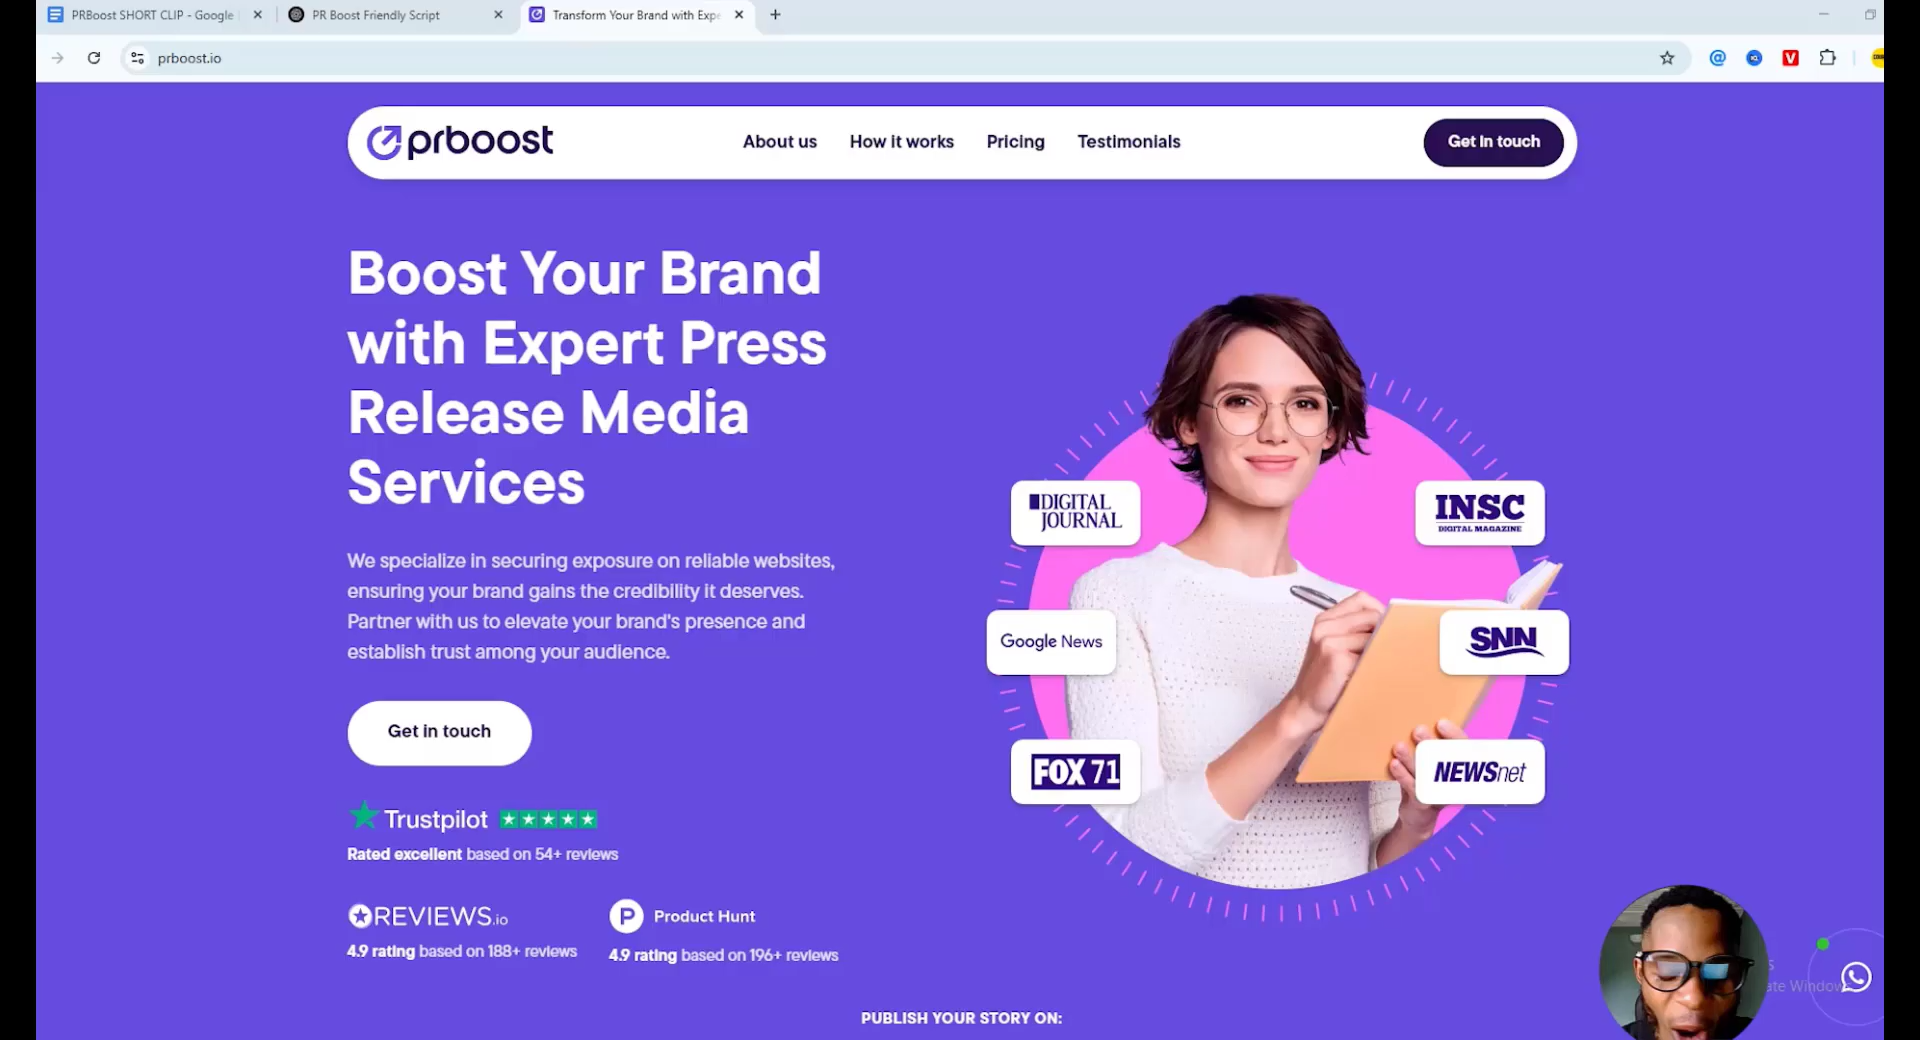 PRBoost SHORT CLIP - Google
PR Boost Friendly Script
Transform Your Brand with Expe
prboost.io
prboost
About us
How it works
Pricing
Testimonials
Get in touch
Boost Your Brand
with Expert Press
Release Media
Services
We specialize in securing exposure on reliable websites,
ensuring your brand gains the credibility it deserves.
Partner with us to elevate your brand's presence and
establish trust among your audience.
Get in touch
Trustpilot
Rated excellent based on 54+ reviews
REVIEWS.io
4.9 rating based on 188+ reviews
P Product Hunt
4.9 rating based on 196+ reviews
DIGITAL
JOURNAL
INSC
DIGITAL MAGAZINE
Google News
SNN
FOX 71
NEWSnet
PUBLISH YOUR STORY ON: